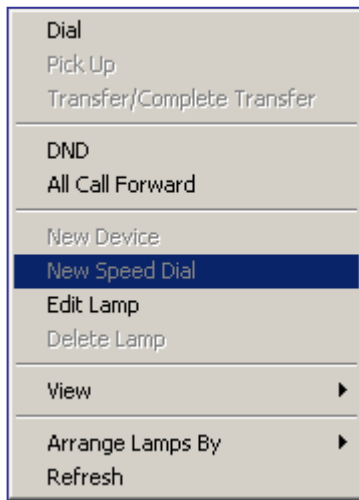 Dial
Pick Up
Transfer/Complete Transfer
DND
All Call Forward
New Device
New Speed Dial
Edit Lamp
Delete Lamp
View
Arrange Lamps By
Refresh